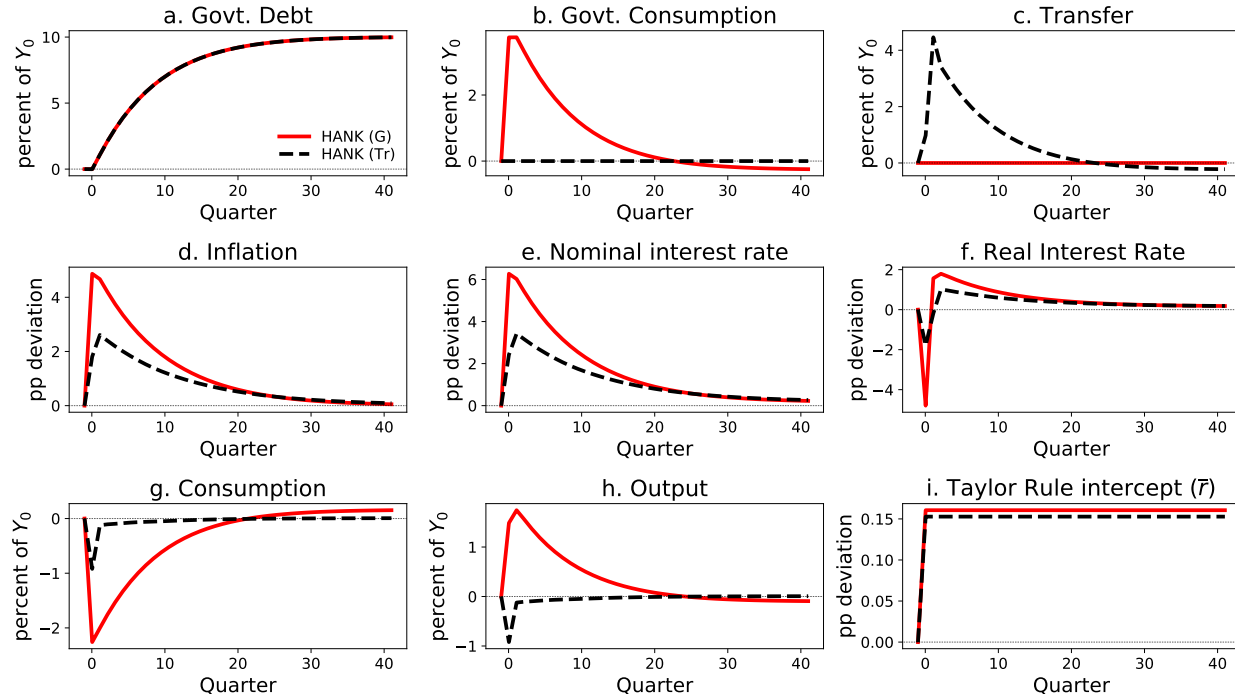 a. Govt. Debt
percent of Y₀
10
5
0
HANK (G)
HANK (Tr)
0 10 20 30 40
Quarter
b. Govt. Consumption
percent of Y₀
2
0
0 10 20 30 40
Quarter
c. Transfer
percent of Y₀
4
2
0
0 10 20 30 40
Quarter
d. Inflation
pp deviation
4
2
0
0 10 20 30 40
Quarter
e. Nominal interest rate
pp deviation
6
4
2
0
0 10 20 30 40
Quarter
f. Real Interest Rate
pp deviation
2
0
−2
−4
0 10 20 30 40
Quarter
g. Consumption
percent of Y₀
0
−1
−2
0 10 20 30 40
Quarter
h. Output
percent of Y₀
1
0
−1
0 10 20 30 40
Quarter
i. Taylor Rule intercept (r̄)
pp deviation
0.15
0.10
0.05
0.00
0 10 20 30 40
Quarter